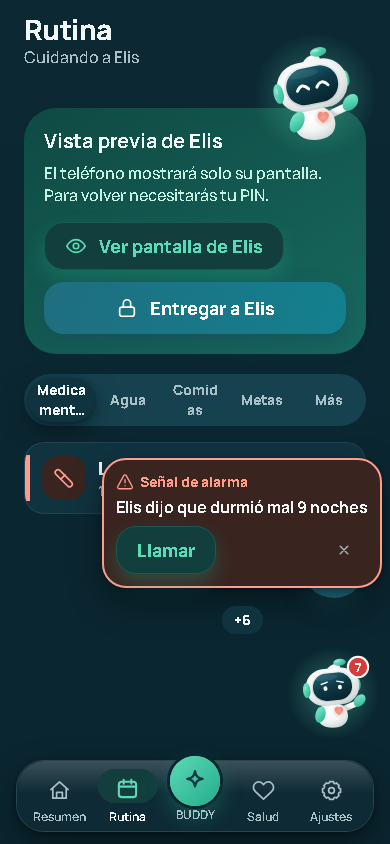 Rutina
Cuidando a Elis
Vista previa de Elis
El teléfono mostrará solo su pantalla.
Para volver necesitarás tu PIN.
Ver pantalla de Elis
Entregar a Elis
Medica
ment…
Agua
Comid
as
Metas
Más
Señal de alarma
Elis dijo que durmió mal 9 noches
Llamar
×
+6
7
Resumen
Rutina
BUDDY
Salud
Ajustes